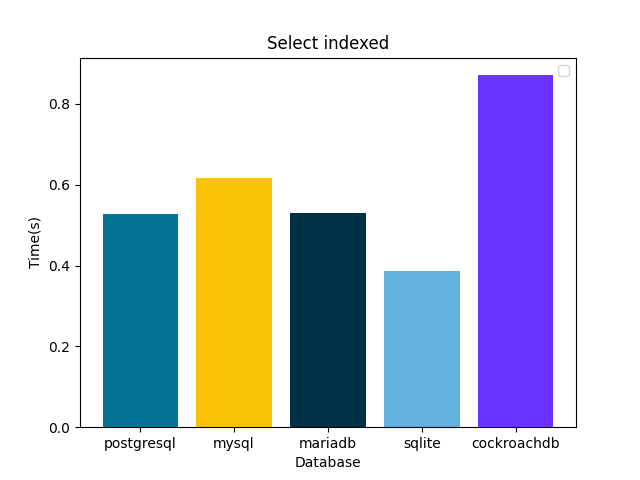 Select indexed
Time(s)
0.8
0.6
0.4
0.2
0.0
postgresql mysql mariadb sqlite cockroachdb
Database